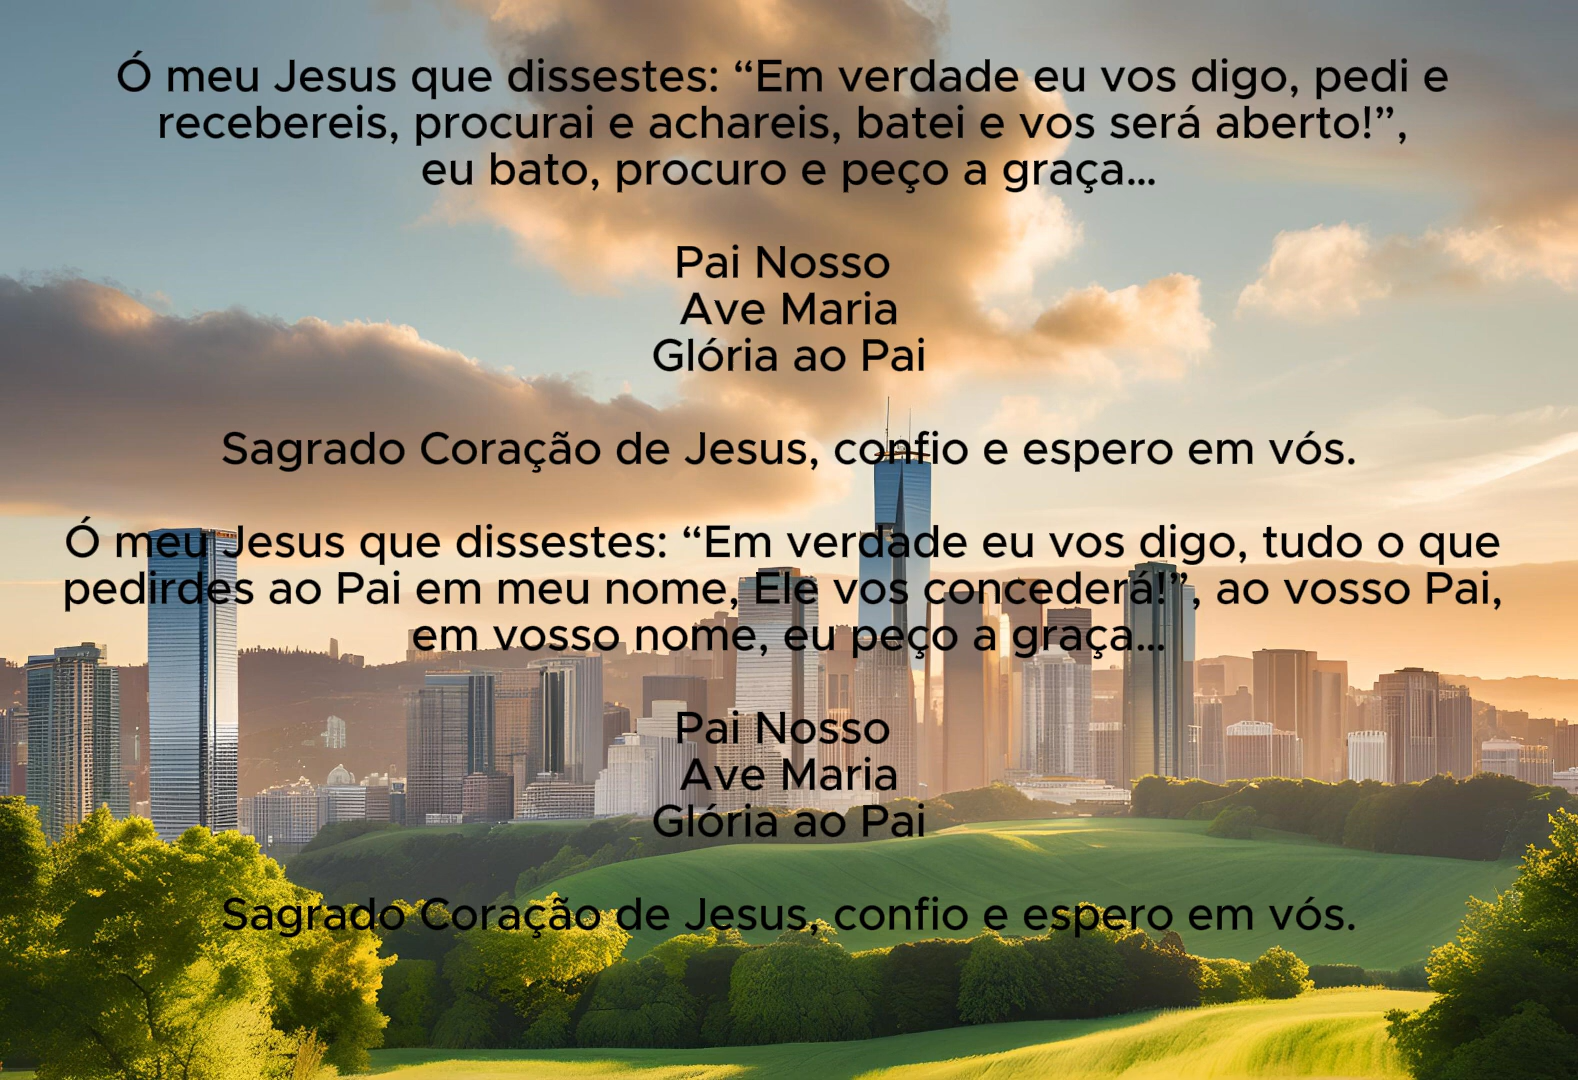 Ó meu Jesus que dissestes: “Em verdade eu vos digo, pedi e
recebereis, procurai e achareis, batei e vos será aberto!”,
eu bato, procuro e peço a graça...
Pai Nosso
Ave Maria
Glória ao Pai
Sagrado Coração de Jesus, confio e espero em vós.
Ó meu Jesus que dissestes: “Em verdade eu vos digo, tudo o que
pedirdes ao Pai em meu nome, Ele vos concederá!”, ao vosso Pai,
em vosso nome, eu peço a graça...
Pai Nosso
Ave Maria
Glória ao Pai
Sagrado Coração de Jesus, confio e espero em vós.